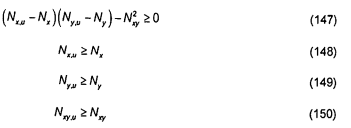 (N_{x,u} − N_x)(N_{y,u} − N_y) − N_{xy}^2 ≥ 0 (147)
N_{x,u} ≥ N_x (148)
N_{y,u} ≥ N_y (149)
N_{xy,u} ≥ N_{xy} (150)